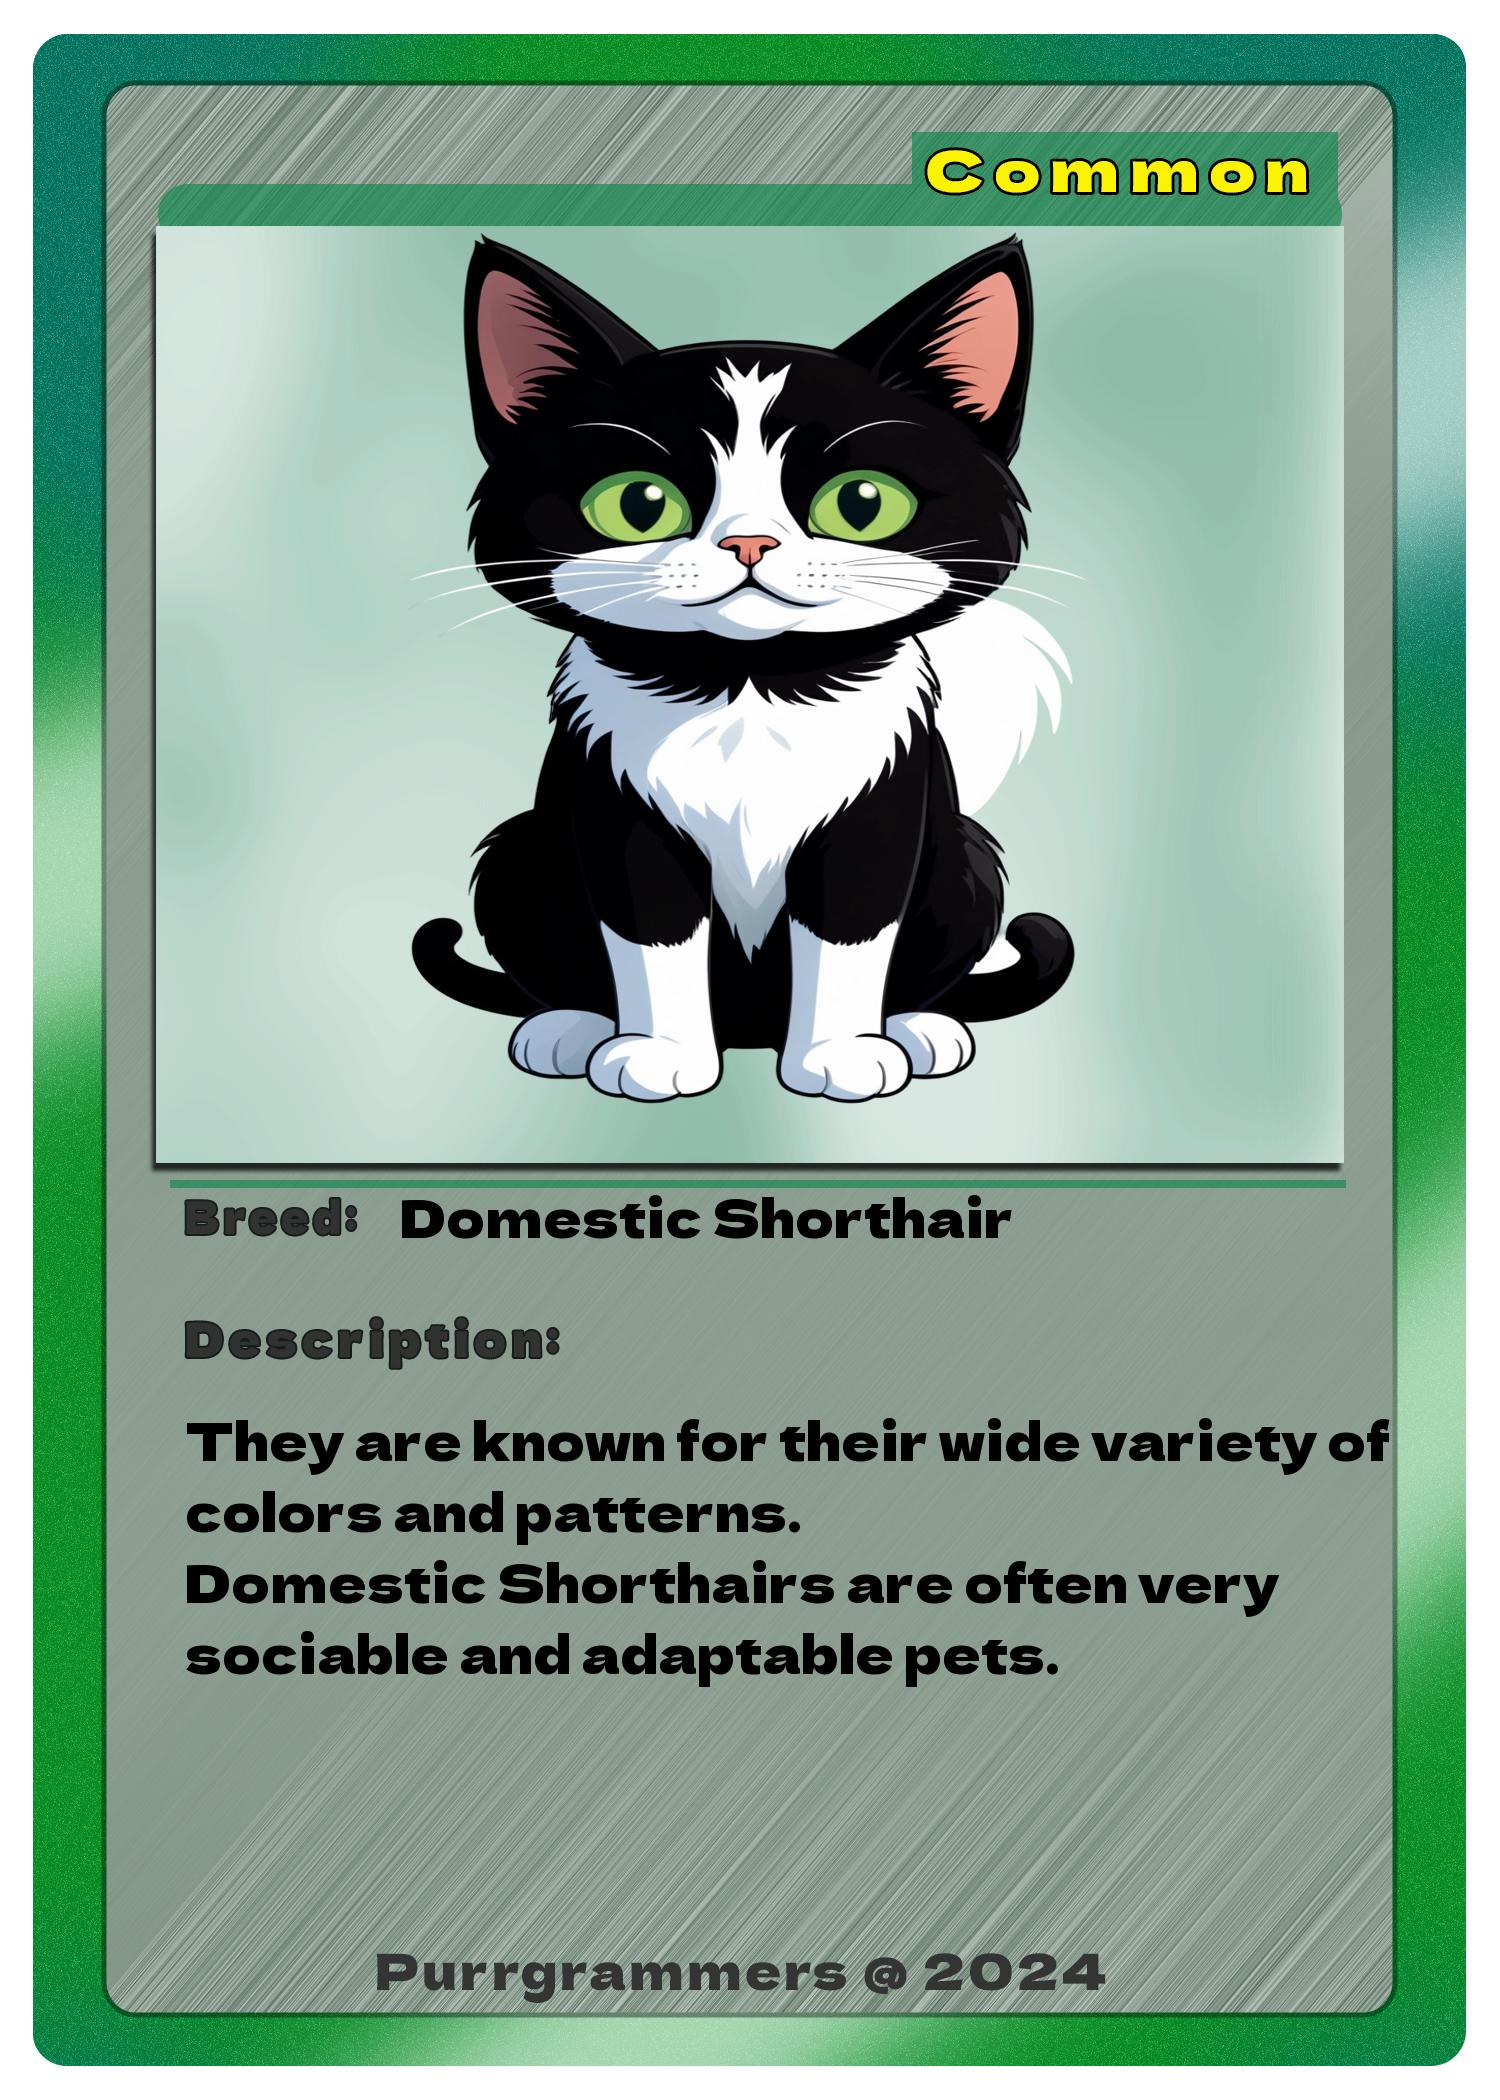 Common
Breed: Domestic Shorthair
Description:
They are known for their wide variety of
colors and patterns.
Domestic Shorthairs are often very
sociable and adaptable pets.
Purrgrammers @ 2024